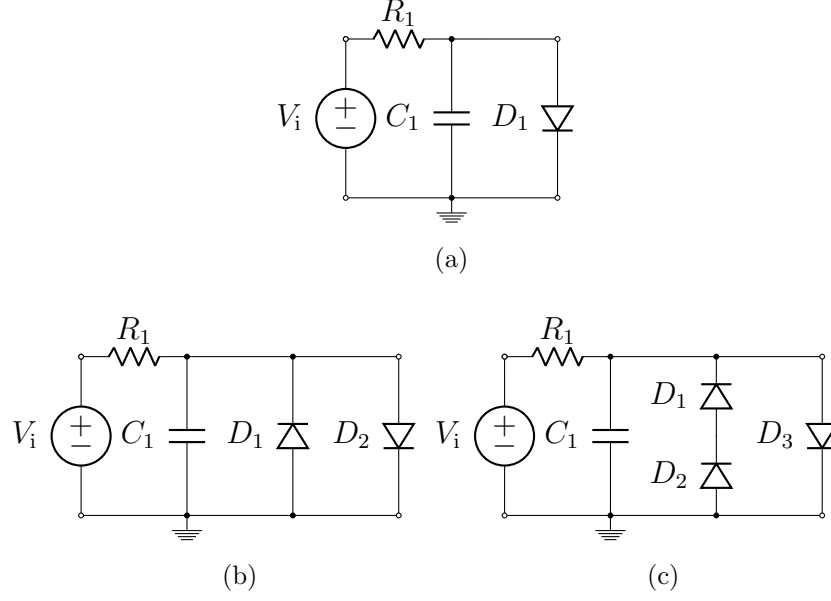 R1
Vi + − C1 D1
(a)
R1 R1
Vi + − C1 D1 D2 Vi + − C1 D1 D2 D3
(b) (c)